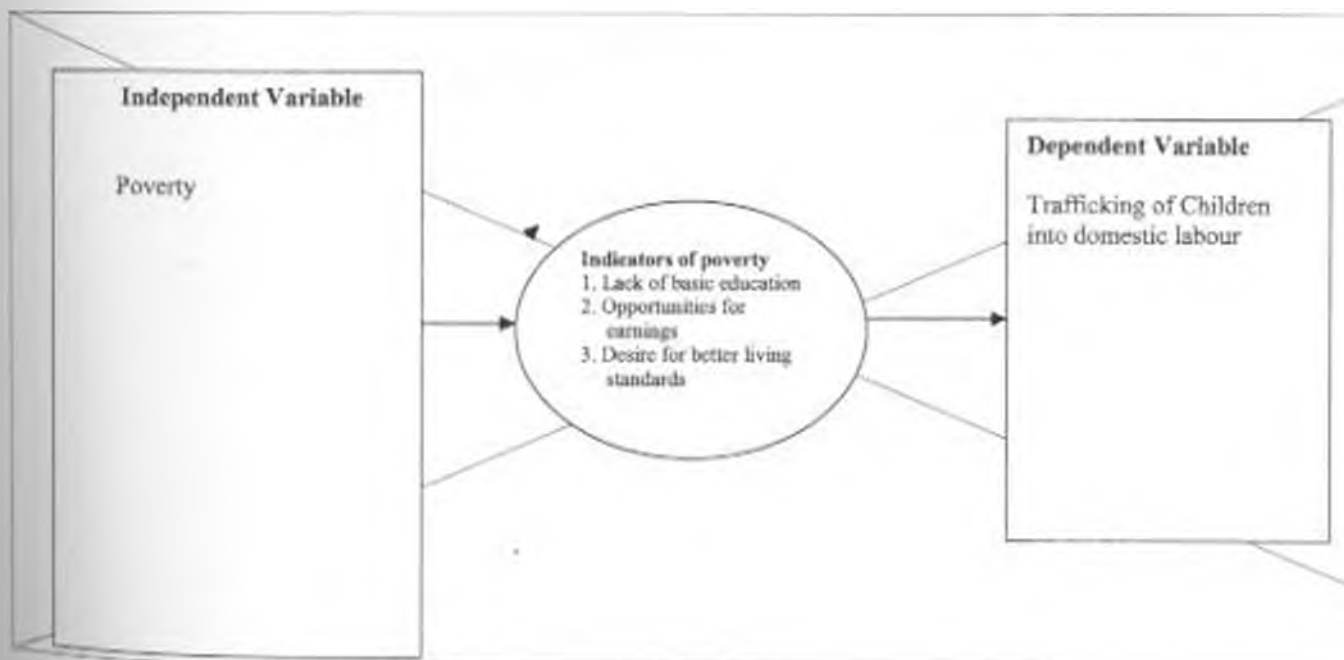 Independent Variable
Poverty
Indicators of poverty
1. Lack of basic education
2. Opportunities for
earnings
3. Desire for better living
standards
Dependent Variable
Trafficking of Children
into domestic labour